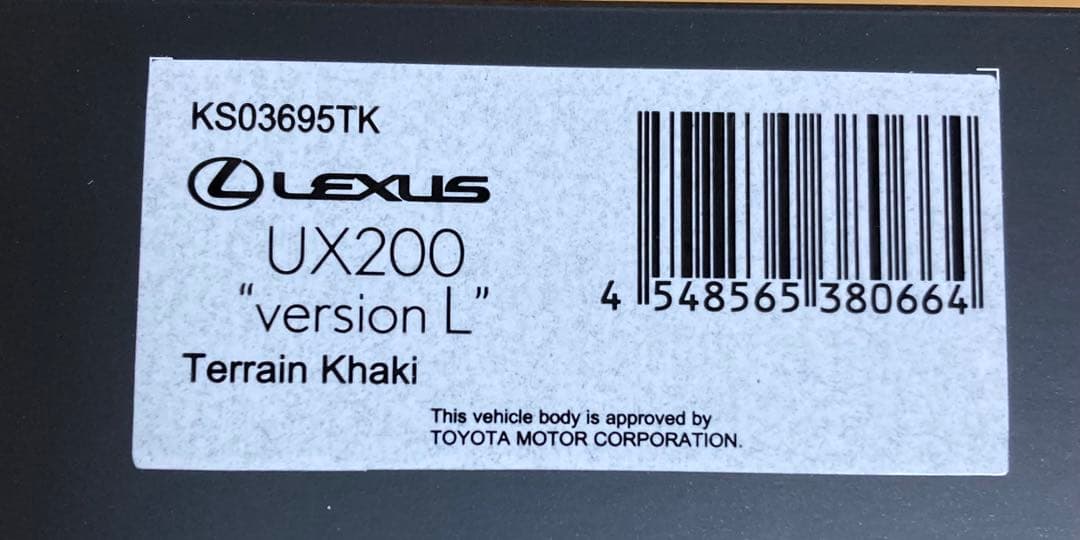 KS03695TK
LEXUS
UX200
“version L”
Terrain Khaki
4 548565 380664
This vehicle body is approved by
TOYOTA MOTOR CORPORATION.